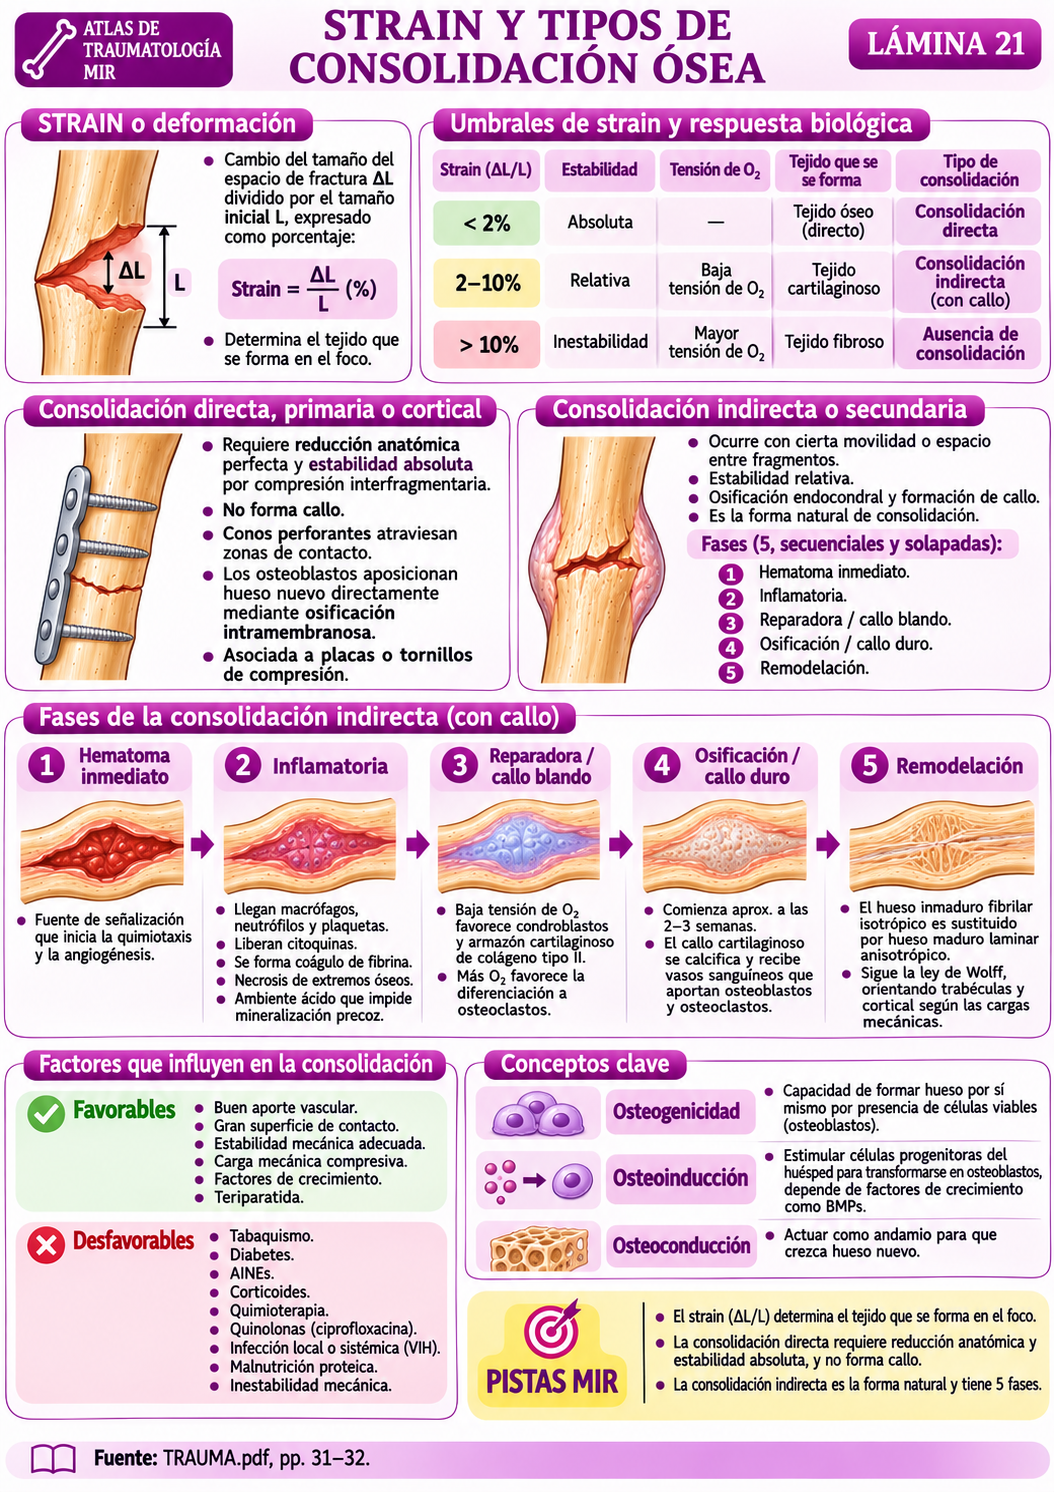 ATLAS DE
TRAUMATOLOGÍA
MIR
STRAIN Y TIPOS DE
CONSOLIDACIÓN ÓSEA
LÁMINA 21
STRAIN o deformación
ΔL
L
Cambio del tamaño del
espacio de fractura ΔL
dividido por el tamaño
inicial L, expresado
como porcentaje:
Strain = ΔL/L (%)
Determina el tejido que
se forma en el foco.
Umbrales de strain y respuesta biológica
Strain (ΔL/L) Estabilidad Tensión de O₂ Tejido que se se forma Tipo de consolidación
< 2% Absoluta — Tejido óseo (directo) Consolidación directa
2–10% Relativa Baja tensión de O₂ Tejido cartilaginoso Consolidación indirecta (con callo)
> 10% Inestabilidad Mayor tensión de O₂ Tejido fibroso Ausencia de consolidación
Consolidación directa, primaria o cortical
Requiere reducción anatómica
perfecta y estabilidad absoluta
por compresión interfragmentaria.
No forma callo.
Conos perforantes atraviesan
zonas de contacto.
Los osteoblastos aposicionan
hueso nuevo directamente
mediante osificación
intramembranosa.
Asociada a placas o tornillos
de compresión.
Consolidación indirecta o secundaria
Ocurre con cierta movilidad o espacio
entre fragmentos.
Estabilidad relativa.
Osificación endocondral y formación de callo.
Es la forma natural de consolidación.
Fases (5, secuenciales y solapadas):
1 Hematoma inmediato.
2 Inflamatoria.
3 Reparadora / callo blando.
4 Osificación / callo duro.
5 Remodelación.
Fases de la consolidación indirecta (con callo)
1 Hematoma
inmediato
Fuente de señalización
que inicia la quimiotaxis
y la angiogénesis.
2 Inflamatoria
Llegan macrófagos,
neutrófilos y plaquetas.
Liberan citoquinas.
Se forma coágulo de fibrina.
Necrosis de extremos óseos.
Ambiente ácido que impide
mineralización precoz.
3 Reparadora /
callo blando
Baja tensión de O₂
favorece condroblastos
y armazón cartilaginoso
de colágeno tipo II.
Más O₂ favorece la
diferenciación a
osteoclastos.
4 Osificación /
callo duro
Comienza aprox. a las
2–3 semanas.
El callo cartilaginoso
se calcifica y recibe
vasos sanguíneos que
aportan osteoblastos
y osteoclastos.
5 Remodelación
El hueso inmaduro fibrilar
isotrópico es sustituido
por hueso maduro laminar
anisotrópico.
Sigue la ley de Wolff,
orientando trabéculas y
cortical según las cargas
mecánicas.
Factores que influyen en la consolidación
Favorables
Buen aporte vascular.
Gran superficie de contacto.
Estabilidad mecánica adecuada.
Carga mecánica compresiva.
Factores de crecimiento.
Teriparatida.
Desfavorables
Tabaquismo.
Diabetes.
AINEs.
Corticoides.
Quimioterapia.
Quinolonas (ciprofloxacina).
Infección local o sistémica (VIH).
Malnutrición proteica.
Inestabilidad mecánica.
Conceptos clave
Osteogenicidad
Capacidad de formar hueso por sí
mismo por presencia de células viables
(osteoblastos).
Osteoinducción
Estimular células progenitoras del
huésped para transformarse en osteoblastos,
depende de factores de crecimiento
como BMPs.
Osteoconducción
Actuar como andamio para que
crezca hueso nuevo.
PISTAS MIR
El strain (ΔL/L) determina el tejido que se forma en el foco.
La consolidación directa requiere reducción anatómica y
estabilidad absoluta, y no forma callo.
La consolidación indirecta es la forma natural y tiene 5 fases.
Fuente: TRAUMA.pdf, pp. 31–32.